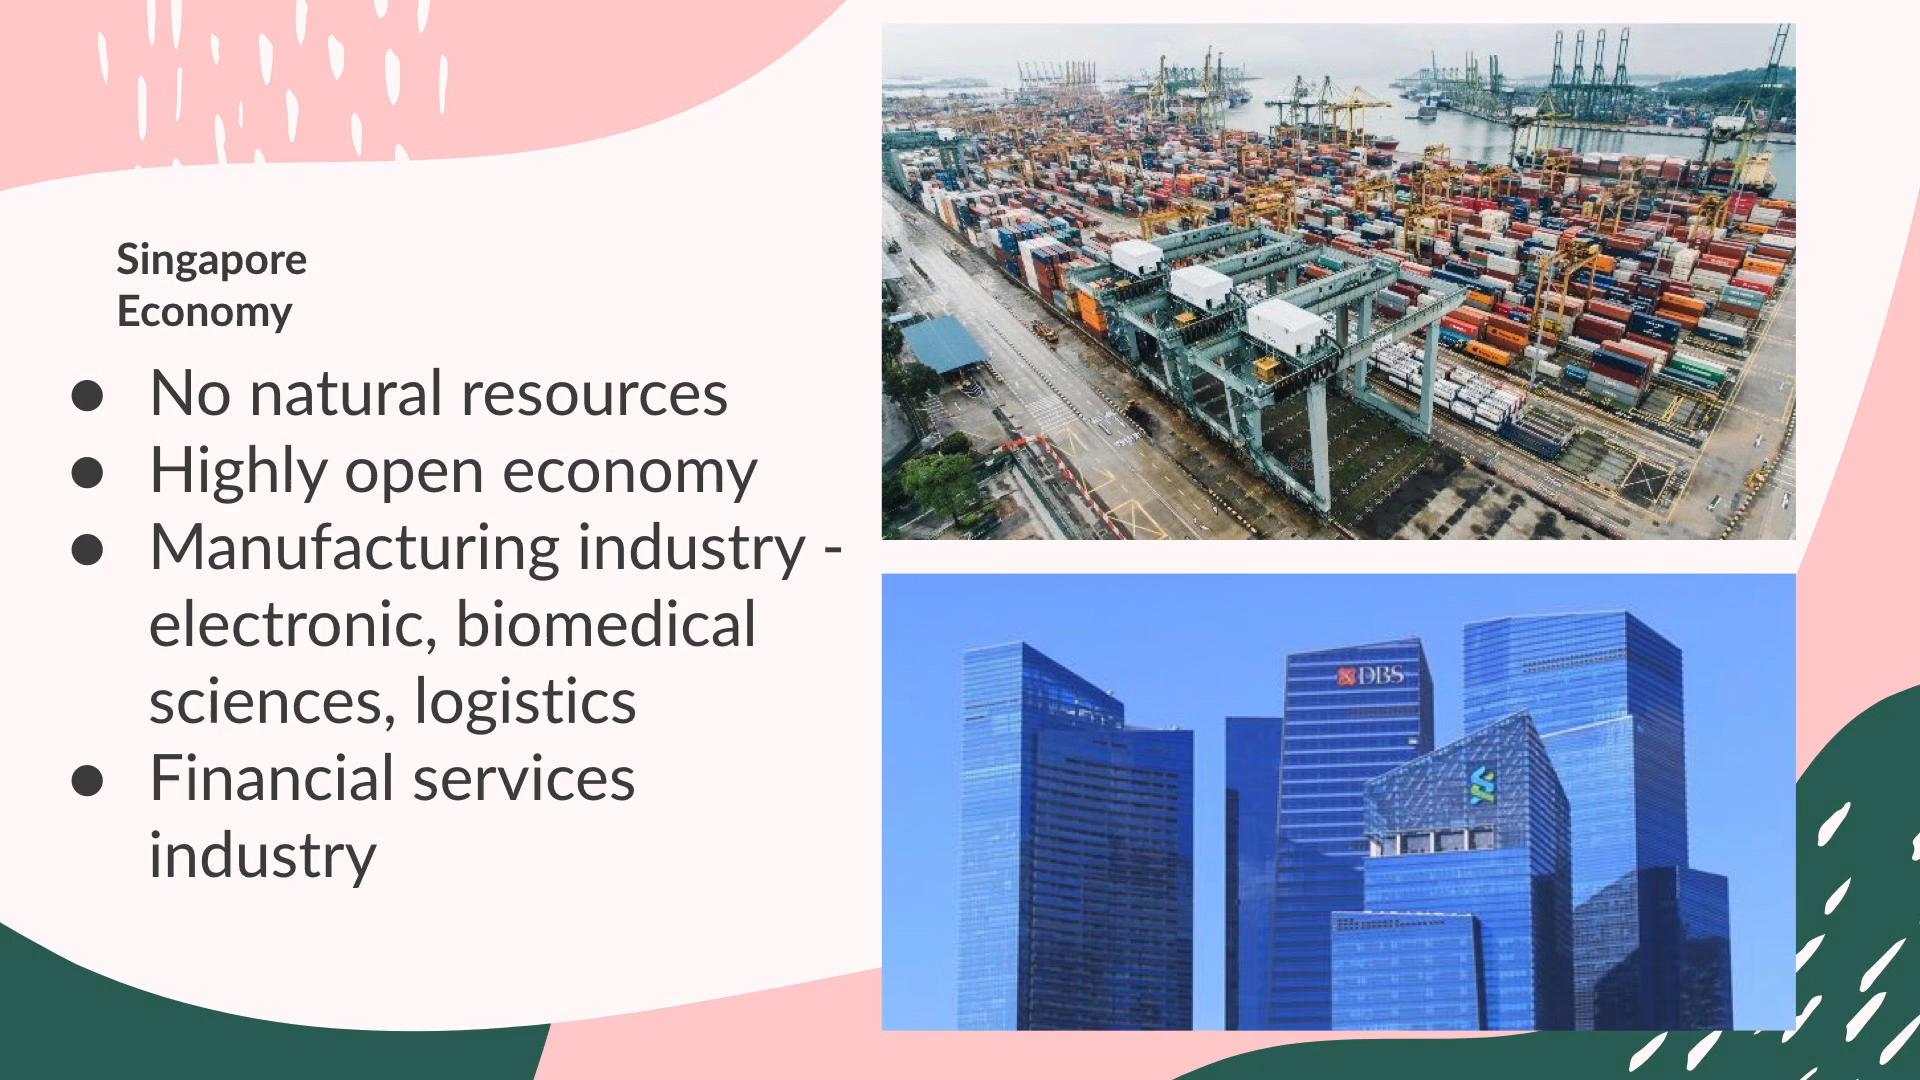 Singapore
Economy
● No natural resources
● Highly open economy
● Manufacturing industry -
electronic, biomedical
sciences, logistics
● Financial services
industry
DBS